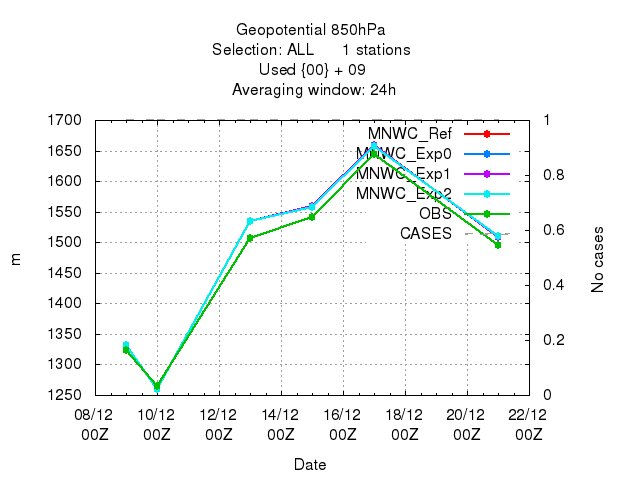 Geopotential 850hPa
Selection: ALL 1 stations
Used {00} + 09
Averaging window: 24h
1700
1650
1600
1550
1500
1450
1400
1350
1300
1250
m
1
0.8
0.6
0.4
0.2
0
No cases
MNWC_Ref
MNWC_Exp0
MNWC_Exp1
MNWC_Exp2
OBS
CASES
08/12 10/12 12/12 14/12 16/12 18/12 20/12 22/12
00Z 00Z 00Z 00Z 00Z 00Z 00Z 00Z
Date